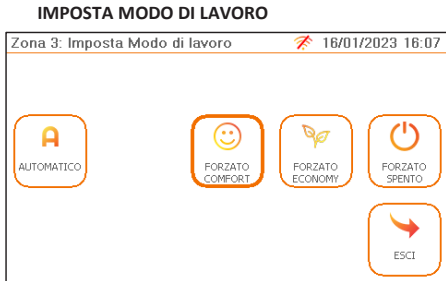 IMPOSTA MODO DI LAVORO
Zona 3: Imposta Modo di lavoro 16/01/2023 16:07
A
AUTOMATICO
FORZATO
COMFORT
FORZATO
ECONOMY
FORZATO
SPENTO
ESCI